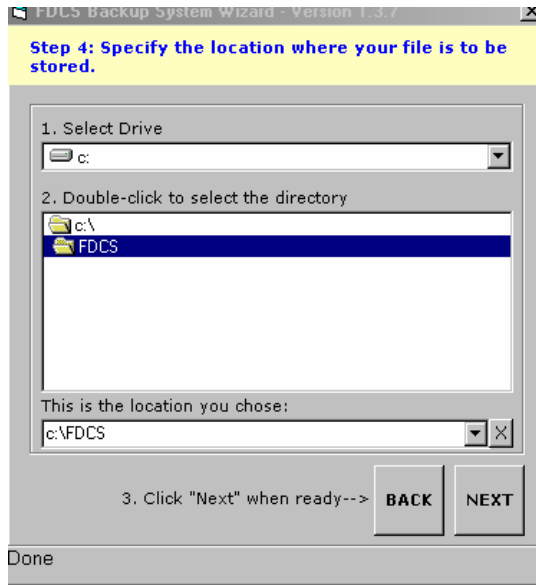 FDCS Backup System Wizard - Version 1.3.7
Step 4: Specify the location where your file is to be
stored.
1. Select Drive
c:
2. Double-click to select the directory
c:\
FDCS
This is the location you chose:
c:\FDCS
X
3. Click "Next" when ready--> BACK NEXT
Done